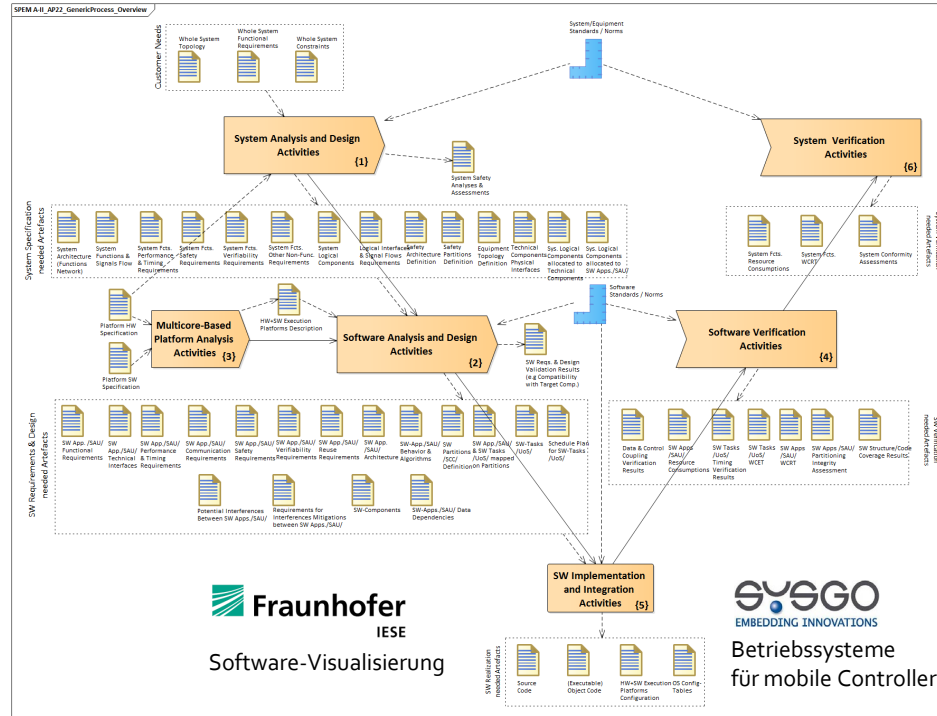 SPEM A-II_AP22_GenericProcess_Overview
System/Equipment
Standards / Norms
Customer Needs
Whole System
Topology
Whole System
Functional
Requirements
Whole System
Constraints
System Analysis and Design
Activities
{1}
System Verification
Activities
{6}
System Safety
Analyses &
Assessments
System Specification
needed Artefacts
System
Architecture
(Functions
Network)
System
Functions &
Signals Flow
System Fcts.
Performance
& Timing
Requirements
System Fcts.
Safety
Requirements
System Fcts.
Verifiability
Requirements
System Fcts.
Other Non-Func.
Requirements
System
Logical
Components
Logical Interfaces
& Signal Flows
Requirements
Safety
Architecture
Definition
Safety
Partitions
Definition
Equipment
Topology
Definition
Technical
Components
Physical
Interfaces
Sys. Logical
Components
allocated to
Technical
Components
Sys. Logical
Components
allocated to
SW Apps./SAU/
System Fcts.
Resource
Consumptions
System Fcts.
WCRT
System Conformity
Assessments
needed Artefacts
Platform HW
Specification
Platform SW
Specification
Multicore-Based
Platform Analysis
Activities
{3}
HW+SW Execution
Platforms Description
Software Analysis and Design
Activities
{2}
Software
Standards / Norms
Software Verification
Activities
{4}
SW Reqs. & Design
Validation Results
(e.g Compatibility
with Target Comp.)
SW Requirements & Design
needed Artefacts
SW App. /SAU/
Functional
Requirements
SW
App./SAU/
Technical
Interfaces
SW App./SAU/
Performance
& Timing
Requirements
SW App./SAU/
Communication
Requirements
SW App./SAU/
Safety
Requirements
SW App./SAU/
Verifiability
Requirements
SW App./SAU/
Reuse
Requirements
SW App.
/SAU/
Architecture
SW-App./SAU/
Behavior &
Algorithms
SW
Partitions
/SCC/
Definition
SW App./SAU/
& SW Tasks
/UoS/ mapped
on Partitions
SW-Tasks
/UoS/
Schedule Plan
for SW-Tasks
/UoS/
Potential Interferences
Between SW Apps./SAU/
Requirements for
Interferences Mitigations
between SW Apps./SAU/
SW-Components
SW-Apps./SAU/ Data
Dependencies
Data & Control
Coupling
Verification
Results
SW Apps
/SAU/
Resource
Consumptions
SW Tasks
/UoS/
Timing
Verification
Results
SW Tasks
/UoS/
WCET
SW Apps
/SAU/
WCRT
SW Apps /SAU/
Partitioning
Integrity
Assessment
SW Structure/Code
Coverage Results
needed Artefacts
SW Implementation
and Integration
Activities
{5}
SW Realization
needed Artefacts
Source
Code
(Executable)
Object Code
HW+SW Execution
Platforms
Configuration
OS Config-
Tables
Fraunhofer
IESE
Software-Visualisierung
SYSGO
EMBEDDING INNOVATIONS
Betriebssysteme
für mobile Controller